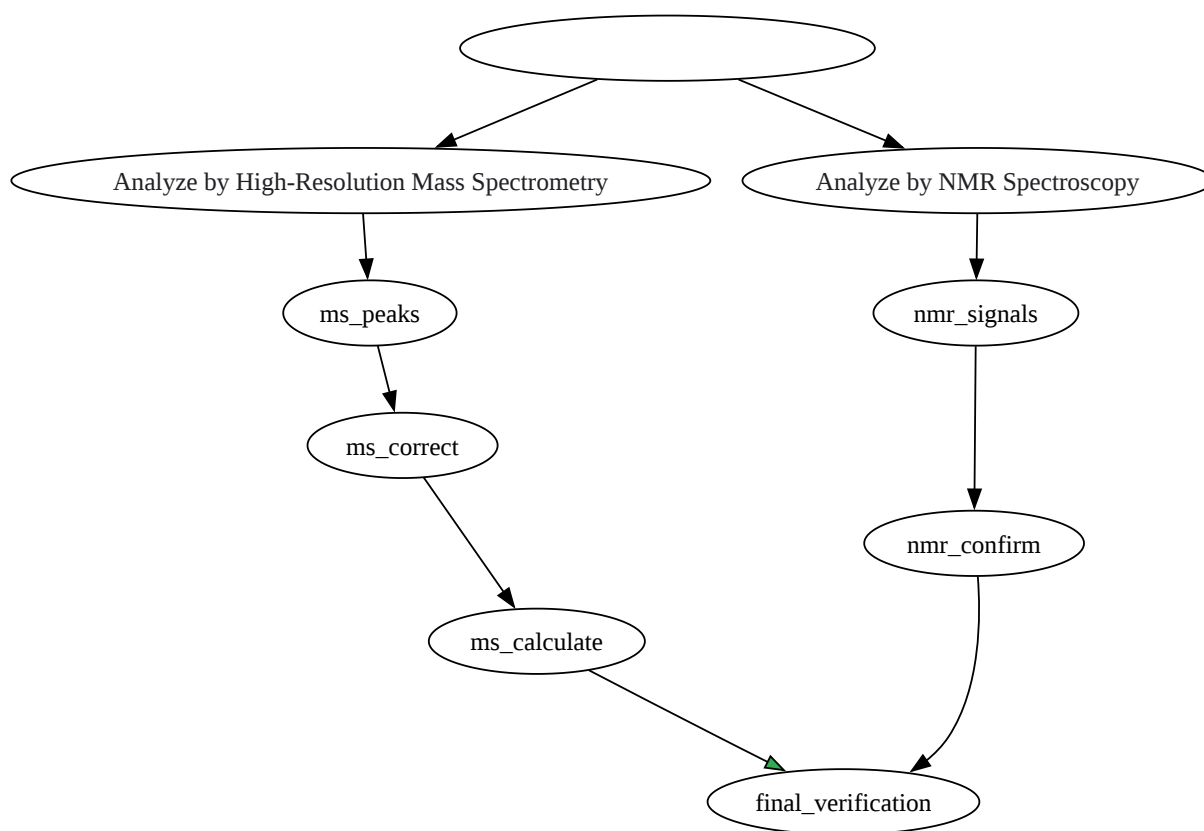 Analyze by High-Resolution Mass Spectrometry
Analyze by NMR Spectroscopy
ms_peaks
nmr_signals
ms_correct
nmr_confirm
ms_calculate
final_verification